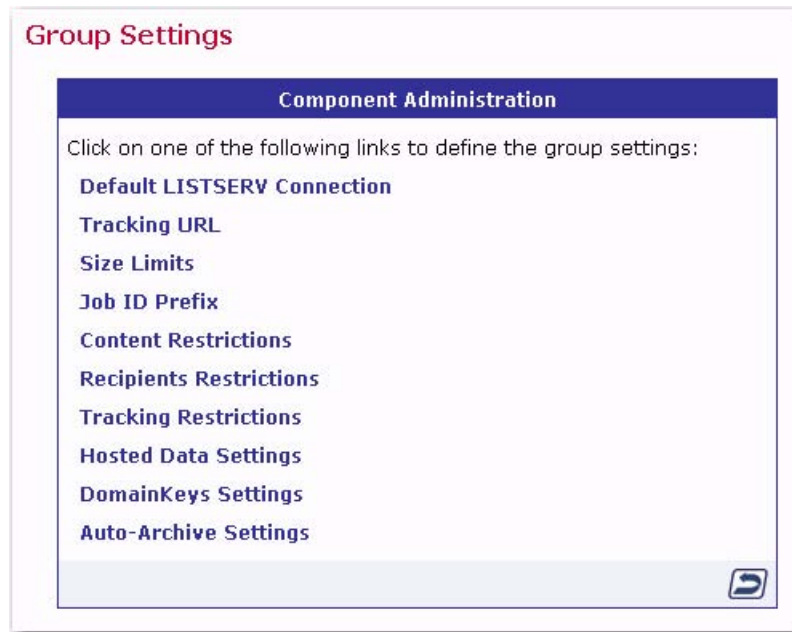 Group Settings
Component Administration
Click on one of the following links to define the group settings:
Default LISTSERV Connection
Tracking URL
Size Limits
Job ID Prefix
Content Restrictions
Recipients Restrictions
Tracking Restrictions
Hosted Data Settings
DomainKeys Settings
Auto-Archive Settings